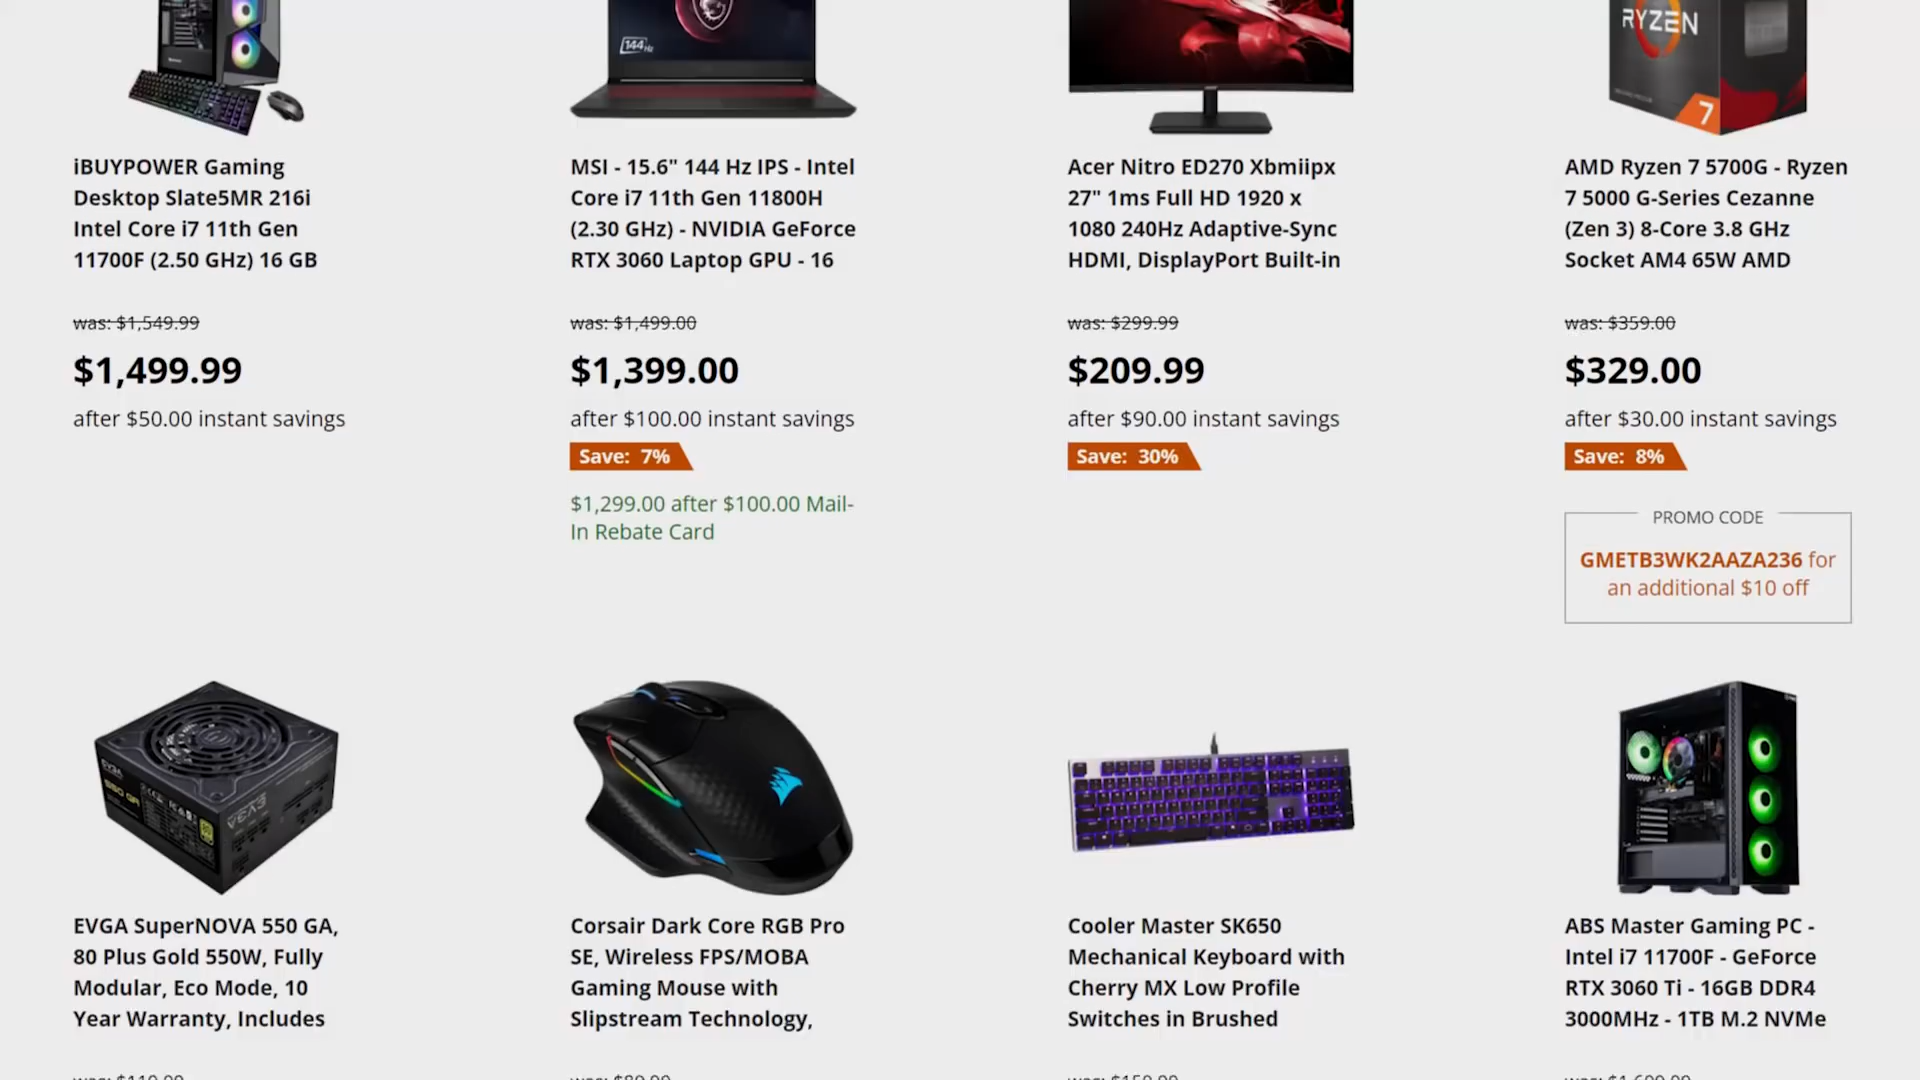 144Hz
RYZEN
7
iBUYPOWER Gaming
Desktop Slate5MR 216i
Intel Core i7 11th Gen
11700F (2.50 GHz) 16 GB
was: $1,549.99
$1,499.99
after $50.00 instant savings
MSI - 15.6" 144 Hz IPS - Intel
Core i7 11th Gen 11800H
(2.30 GHz) - NVIDIA GeForce
RTX 3060 Laptop GPU - 16
was: $1,499.00
$1,399.00
after $100.00 instant savings
Save: 7%
$1,299.00 after $100.00 Mail-
In Rebate Card
Acer Nitro ED270 Xbmiipx
27" 1ms Full HD 1920 x
1080 240Hz Adaptive-Sync
HDMI, DisplayPort Built-in
was: $299.99
$209.99
after $90.00 instant savings
Save: 30%
AMD Ryzen 7 5700G - Ryzen
7 5000 G-Series Cezanne
(Zen 3) 8-Core 3.8 GHz
Socket AM4 65W AMD
was: $359.00
$329.00
after $30.00 instant savings
Save: 8%
PROMO CODE
GMETB3WK2AAZA236 for
an additional $10 off
EVGA
550 GA
EVGA SuperNOVA 550 GA,
80 Plus Gold 550W, Fully
Modular, Eco Mode, 10
Year Warranty, Includes
Corsair Dark Core RGB Pro
SE, Wireless FPS/MOBA
Gaming Mouse with
Slipstream Technology,
Cooler Master SK650
Mechanical Keyboard with
Cherry MX Low Profile
Switches in Brushed
ABS Master Gaming PC -
Intel i7 11700F - GeForce
RTX 3060 Ti - 16GB DDR4
3000MHz - 1TB M.2 NVMe